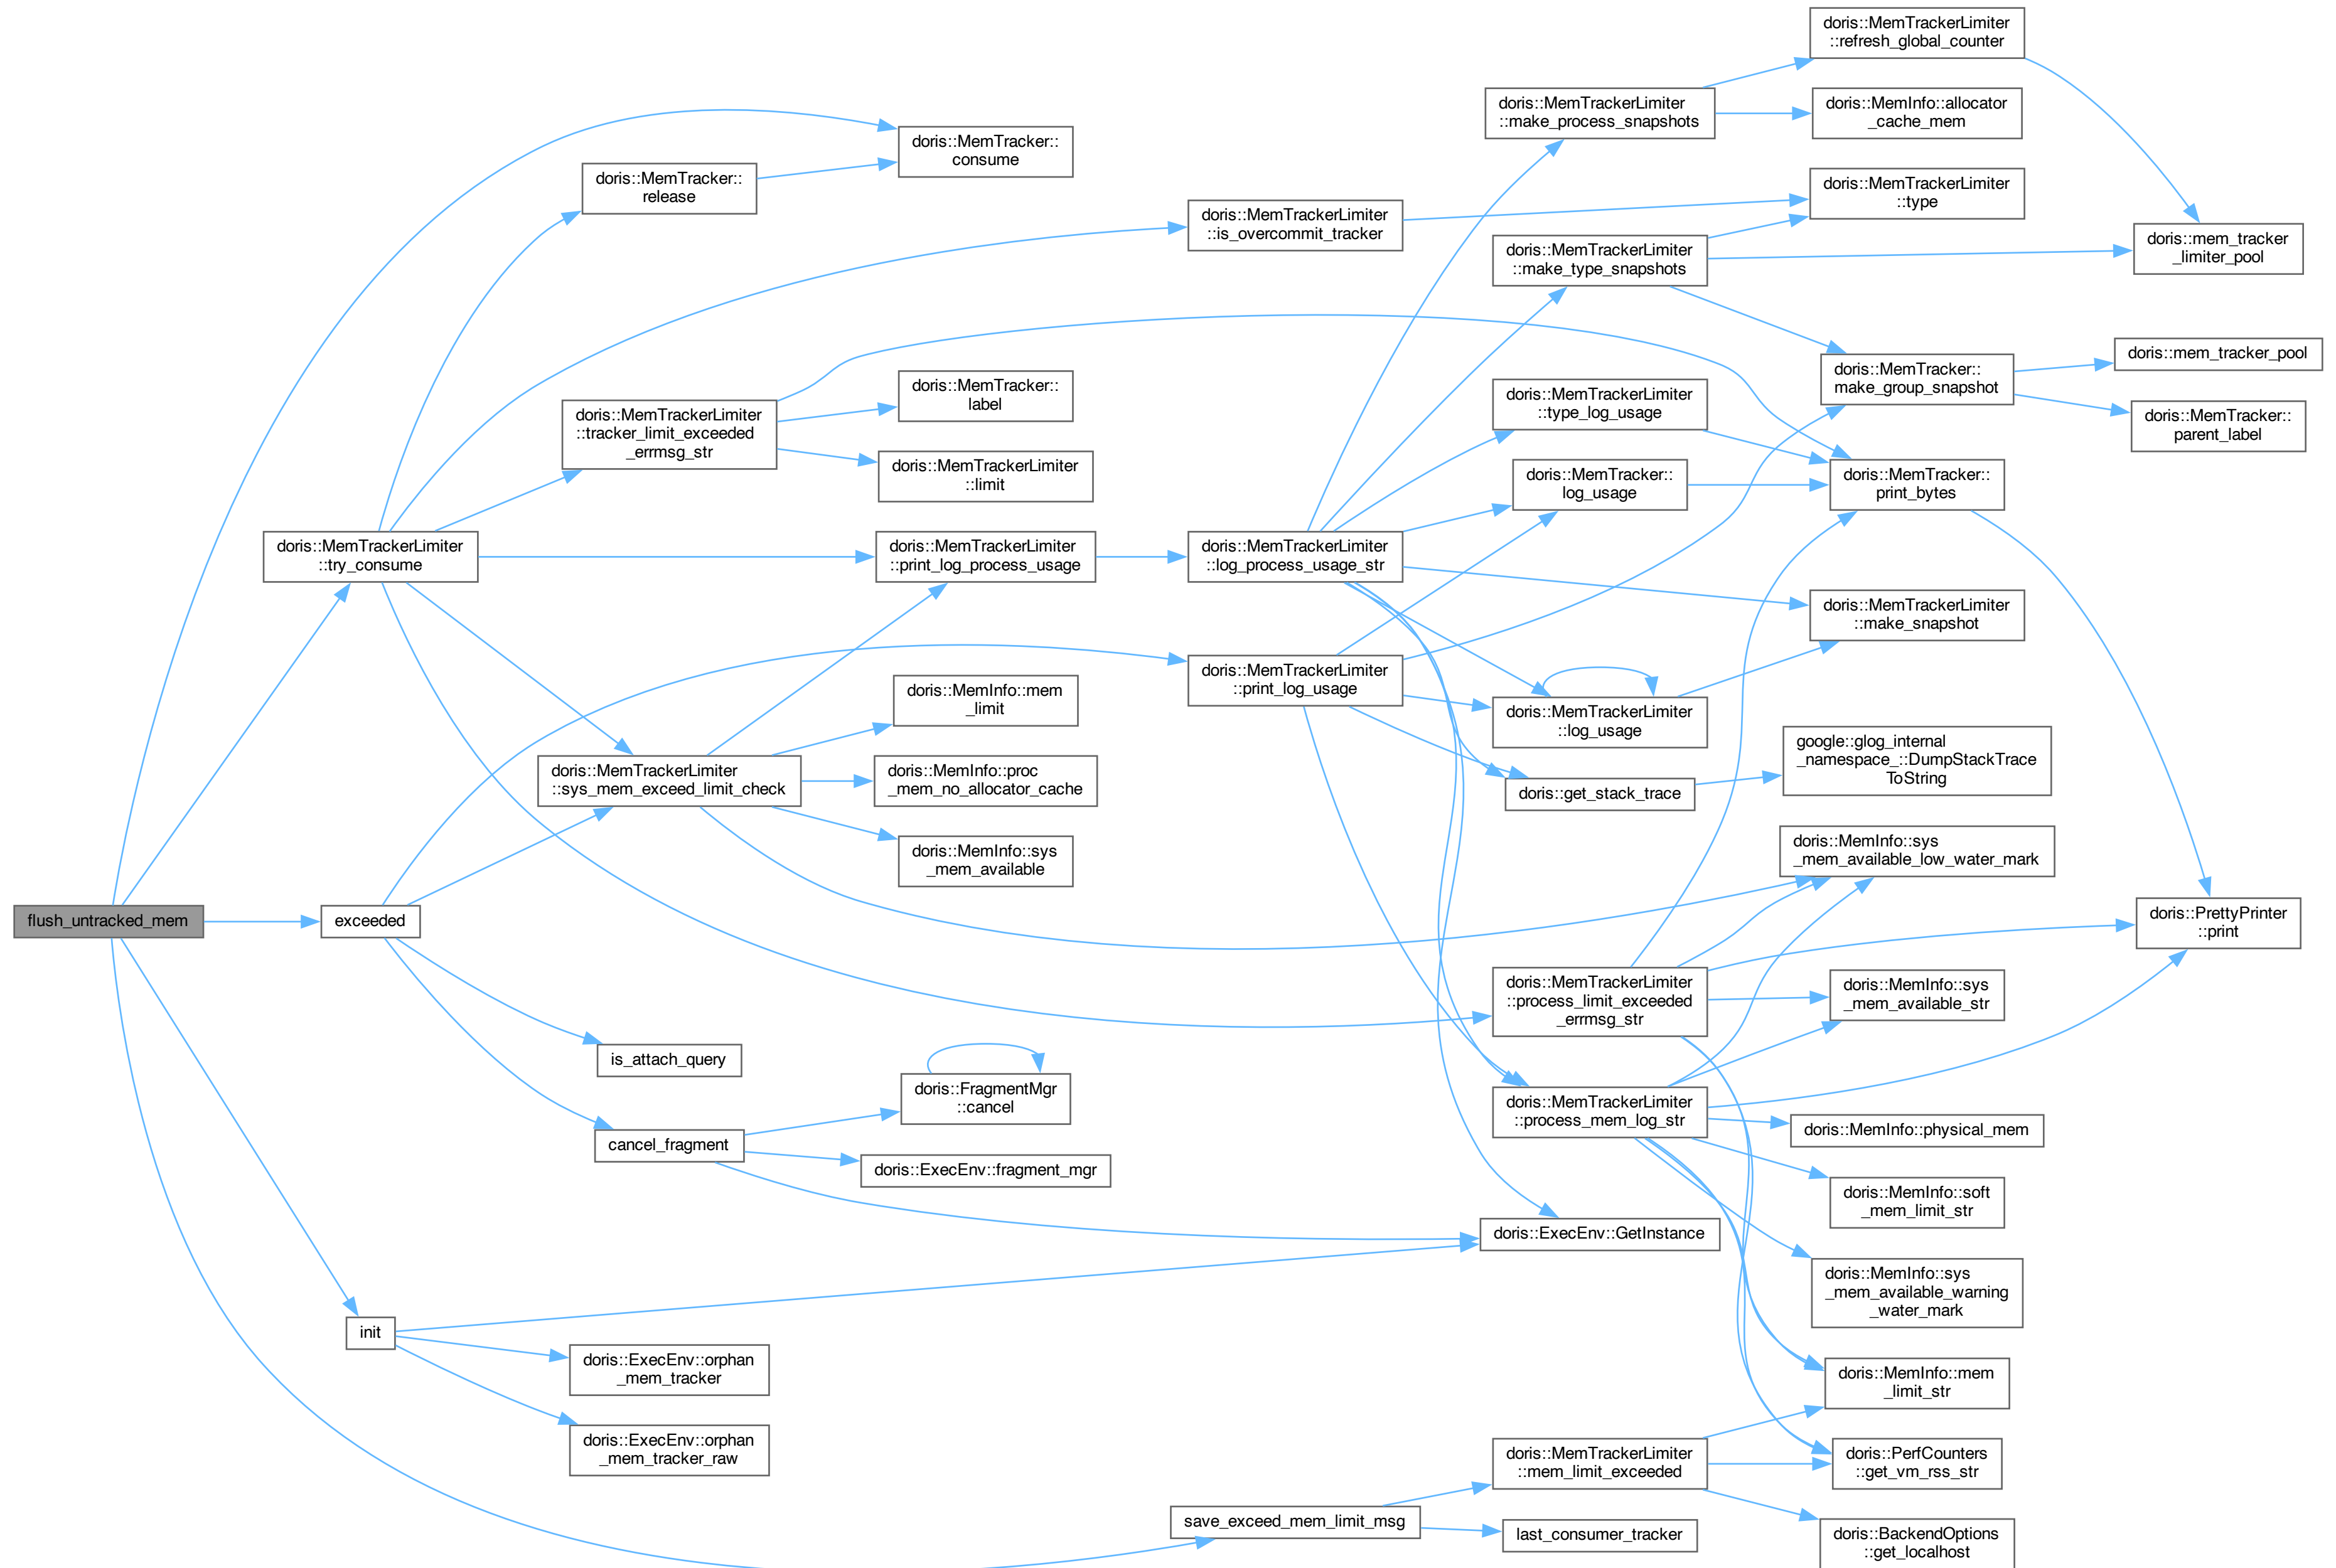 flush_untracked_mem
doris::MemTrackerLimiter
::try_consume
exceeded
init
doris::MemTracker::
release
doris::MemTrackerLimiter
::tracker_limit_exceeded
_errmsg_str
doris::MemTrackerLimiter
::sys_mem_exceed_limit_check
is_attach_query
cancel_fragment
doris::ExecEnv::orphan
_mem_tracker
doris::ExecEnv::orphan
_mem_tracker_raw
doris::MemTracker::
consume
doris::MemTracker::
label
doris::MemTrackerLimiter
::limit
doris::MemTrackerLimiter
::print_log_process_usage
doris::MemInfo::mem
_limit
doris::MemInfo::proc
_mem_no_allocator_cache
doris::MemInfo::sys
_mem_available
doris::FragmentMgr
::cancel
doris::ExecEnv::fragment_mgr
doris::MemTrackerLimiter
::is_overcommit_tracker
doris::MemTrackerLimiter
::log_process_usage_str
doris::MemTrackerLimiter
::print_log_usage
save_exceed_mem_limit_msg
doris::MemTrackerLimiter
::make_process_snapshots
doris::MemTrackerLimiter
::make_type_snapshots
doris::MemTrackerLimiter
::type_log_usage
doris::MemTracker::
log_usage
doris::MemTrackerLimiter
::log_usage
doris::get_stack_trace
doris::MemTrackerLimiter
::process_limit_exceeded
_errmsg_str
doris::MemTrackerLimiter
::process_mem_log_str
doris::ExecEnv::GetInstance
doris::MemTrackerLimiter
::mem_limit_exceeded
last_consumer_tracker
doris::MemTrackerLimiter
::refresh_global_counter
doris::MemInfo::allocator
_cache_mem
doris::MemTrackerLimiter
::type
doris::MemTracker::
make_group_snapshot
doris::MemTracker::
print_bytes
doris::MemTrackerLimiter
::make_snapshot
google::glog_internal
_namespace_::DumpStackTrace
ToString
doris::MemInfo::sys
_mem_available_low_water_mark
doris::MemInfo::sys
_mem_available_str
doris::MemInfo::physical_mem
doris::MemInfo::soft
_mem_limit_str
doris::MemInfo::sys
_mem_available_warning
_water_mark
doris::MemInfo::mem
_limit_str
doris::PerfCounters
::get_vm_rss_str
doris::BackendOptions
::get_localhost
doris::mem_tracker
_limiter_pool
doris::mem_tracker_pool
doris::MemTracker::
parent_label
doris::PrettyPrinter
::print